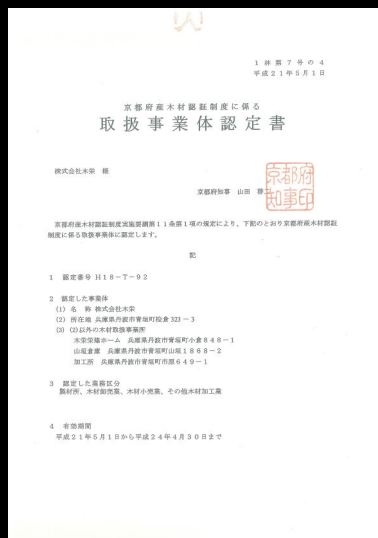 1林第7号の4
平成21年5月1日
京都府産木材認証制度に係る
取扱事業体認定書
株式会社木栄 様
京都府知事 山田 啓二
京都府知事印
京都府産木材認証制度実施要綱第11条第1項の規定により、下記のとおり京都府産木材認証
制度に係る取扱事業体に認定します。
記
1 認定番号 H18-T-92
2 認定した事業体
(1) 名 称 株式会社木栄
(2) 所在地 兵庫県丹波市青垣町桧倉323-3
(3) (2)以外の木材取扱事業所
木栄栄雄ホーム 兵庫県丹波市青垣町小倉848-1
山垣倉庫 兵庫県丹波市青垣町山垣1868-2
加工所 兵庫県丹波市青垣町市原649-1
3 認定した業務区分
製材所、木材卸売業、木材小売業、その他木材加工業
4 有効期間
平成21年5月1日から平成24年4月30日まで